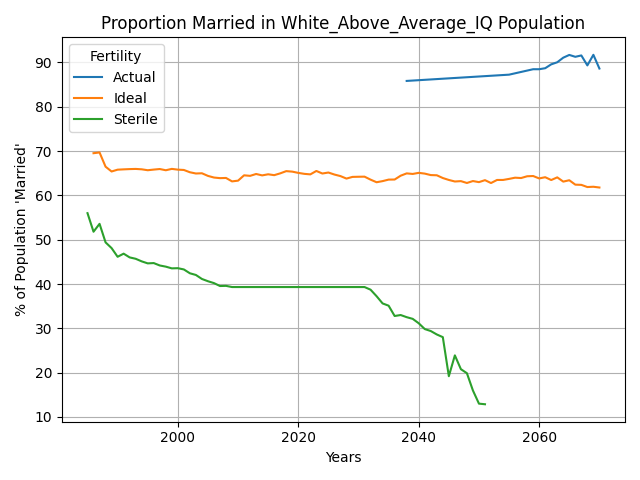 Proportion Married in White_Above_Average_IQ Population
% of Population 'Married'
Fertility
Actual
Ideal
Sterile
90
80
70
60
50
40
30
20
10
2000 2020 2040 2060
Years